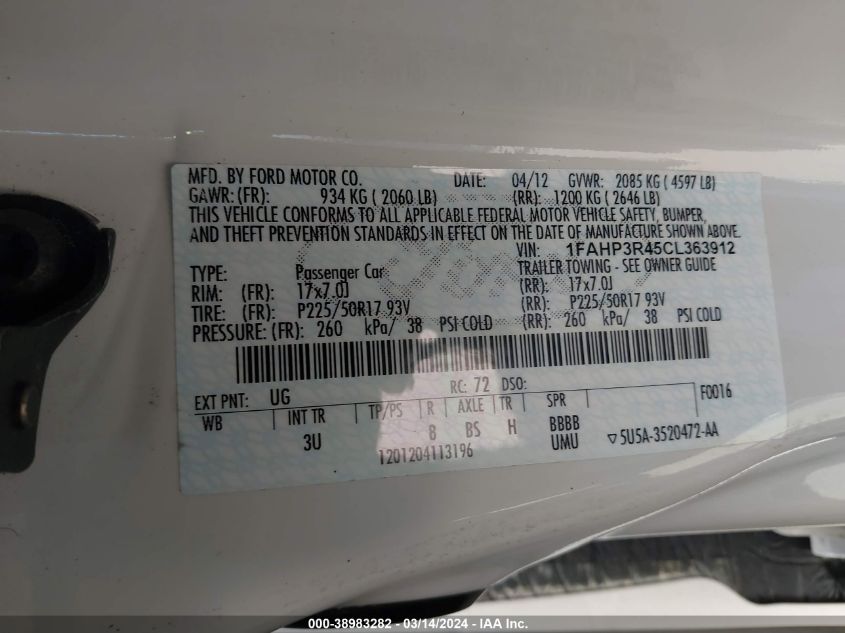 MFD. BY FORD MOTOR CO. DATE: 04/12 GVWR: 2085 KG ( 4597 LB)
GAWR: (FR): 934 KG ( 2060 LB) (RR): 1200 KG ( 2646 LB)
THIS VEHICLE CONFORMS TO ALL APPLICABLE FEDERAL MOTOR VEHICLE SAFETY, BUMPER,
AND THEFT PREVENTION STANDARDS IN EFFECT ON THE DATE OF MANUFACTURE SHOWN ABOVE.
VIN: 1FAHP3R45CL363912
TYPE: Passenger Car TRAILER TOWING - SEE OWNER GUIDE
RIM: (FR): 17x7.0J (RR): 17x7.0J
TIRE: (FR): P225/50R17 93V (RR): P225/50R17 93V
PRESSURE: (FR): 260 kPa/ 38 PSI COLD (RR): 260 kPa/ 38 PSI COLD
EXT PNT: UG RC: 72 DSO: F0016
WB INT TR TP/PS R AXLE TR SPR
3U 8 BS H BBBB
UMU
1201204113196 5U5A-3520472-AA
000-38983282 - 03/14/2024 - IAA Inc.